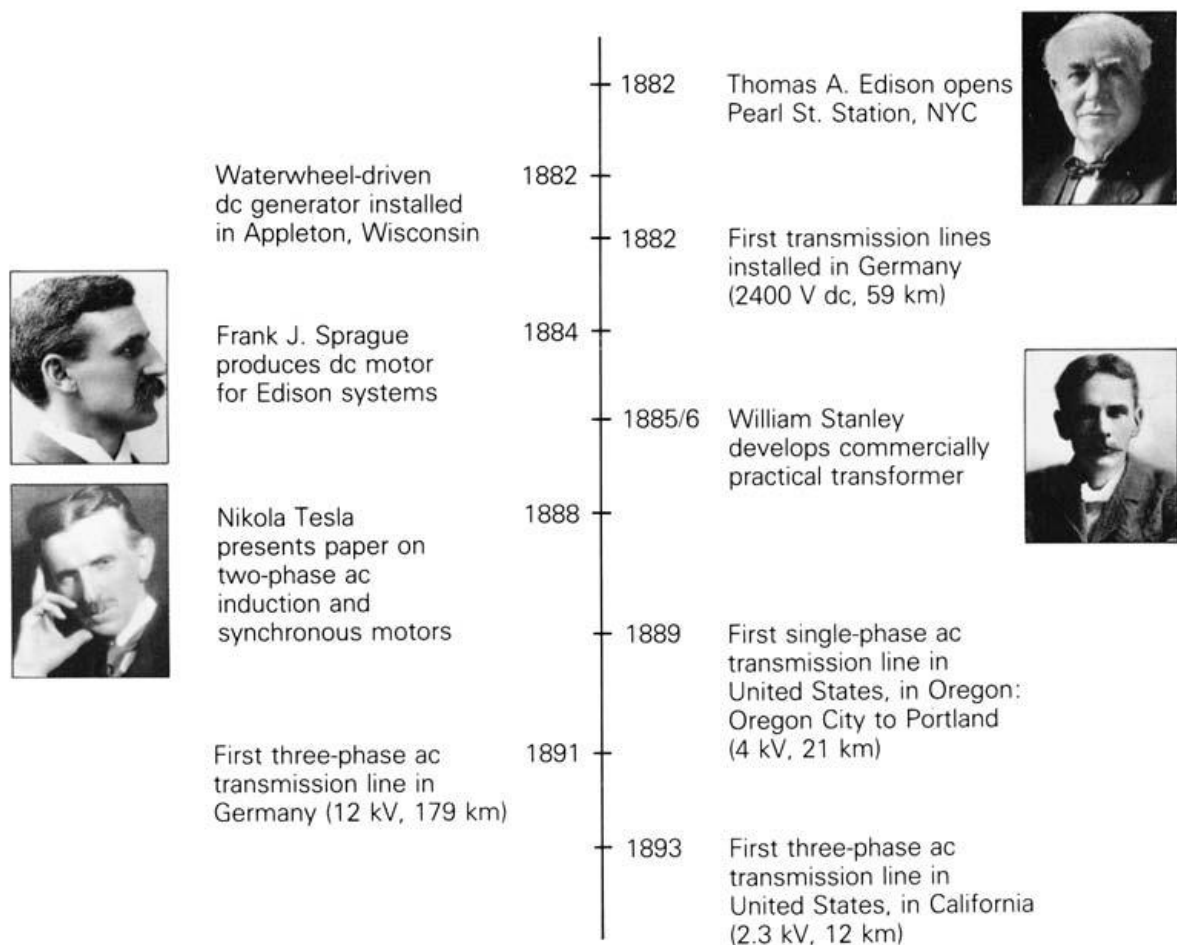 1882
Thomas A. Edison opens
Pearl St. Station, NYC
Waterwheel-driven
dc generator installed
in Appleton, Wisconsin
1882
1882
First transmission lines
installed in Germany
(2400 V dc, 59 km)
Frank J. Sprague
produces dc motor
for Edison systems
1884
1885/6
William Stanley
develops commercially
practical transformer
Nikola Tesla
presents paper on
two-phase ac
induction and
synchronous motors
1888
1889
First single-phase ac
transmission line in
United States, in Oregon:
Oregon City to Portland
(4 kV, 21 km)
First three-phase ac
transmission line in
Germany (12 kV, 179 km)
1891
1893
First three-phase ac
transmission line in
United States, in California
(2.3 kV, 12 km)